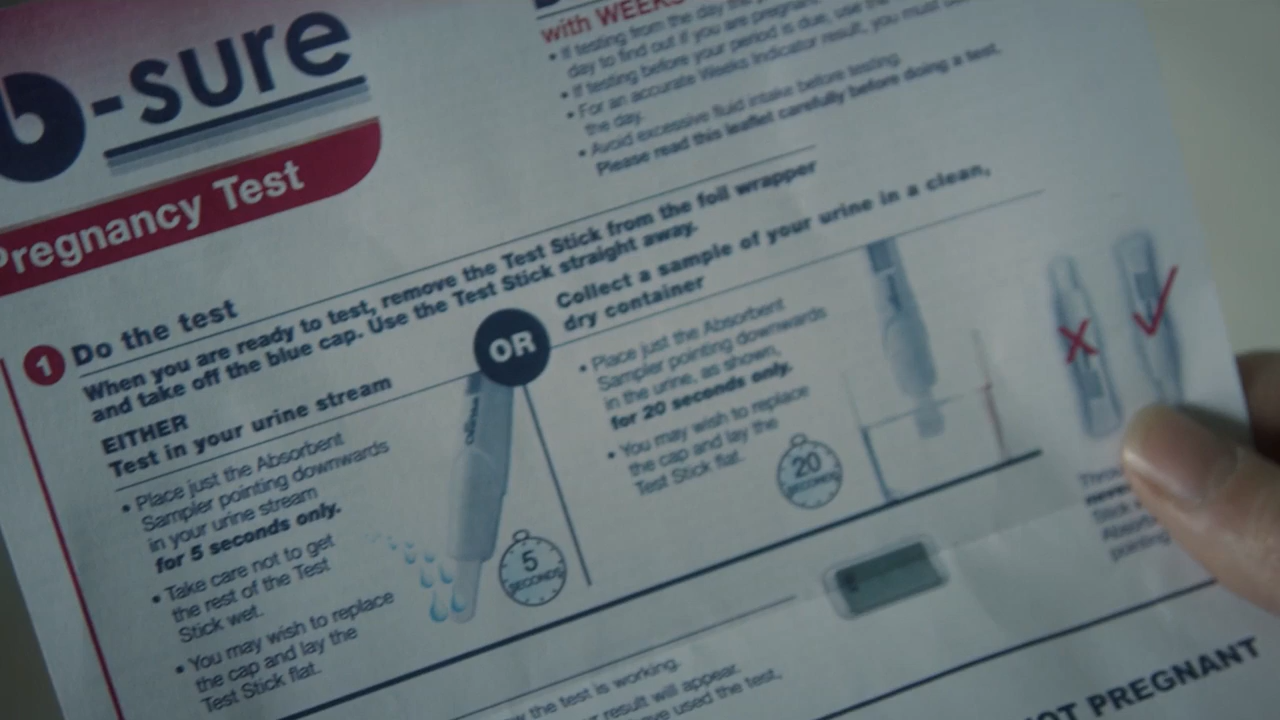 b-sure
Pregnancy Test
with WEEKS
• If testing from the day
day to find out if you are pregnant,
• If testing before your period is due, use
• For an accurate Weeks Indicator result, you must
the day.
• Avoid excessive fluid intake before testing.
Please read this leaflet carefully before doing a test.
1 Do the test
When you are ready to test, remove the Test Stick from the foil wrapper
and take off the blue cap. Use the Test Stick straight away.
EITHER
Test in your urine stream
• Place just the Absorbent
Sampler pointing downwards
in your urine stream
for 5 seconds only.
• Take care not to get
the rest of the Test
Stick wet.
• You may wish to replace
the cap and lay the
Test Stick flat.
5
SECONDS
OR
Collect a sample of your urine in a clean,
dry container
• Place just the Absorbent
Sampler pointing downwards
in the urine, as shown,
for 20 seconds only.
• You may wish to replace
the cap and lay the
Test Stick flat.
20
SECONDS
Stick
pointing
the test is working.
result will appear.
used the test,
NOT PREGNANT